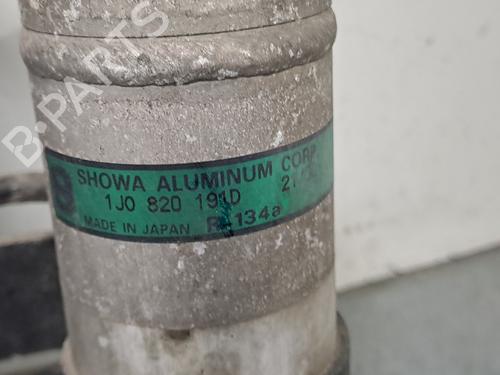 B-PARTS
SHOWA ALUMINUM CORP.
1J0 820 191D
MADE IN JAPAN R-134a